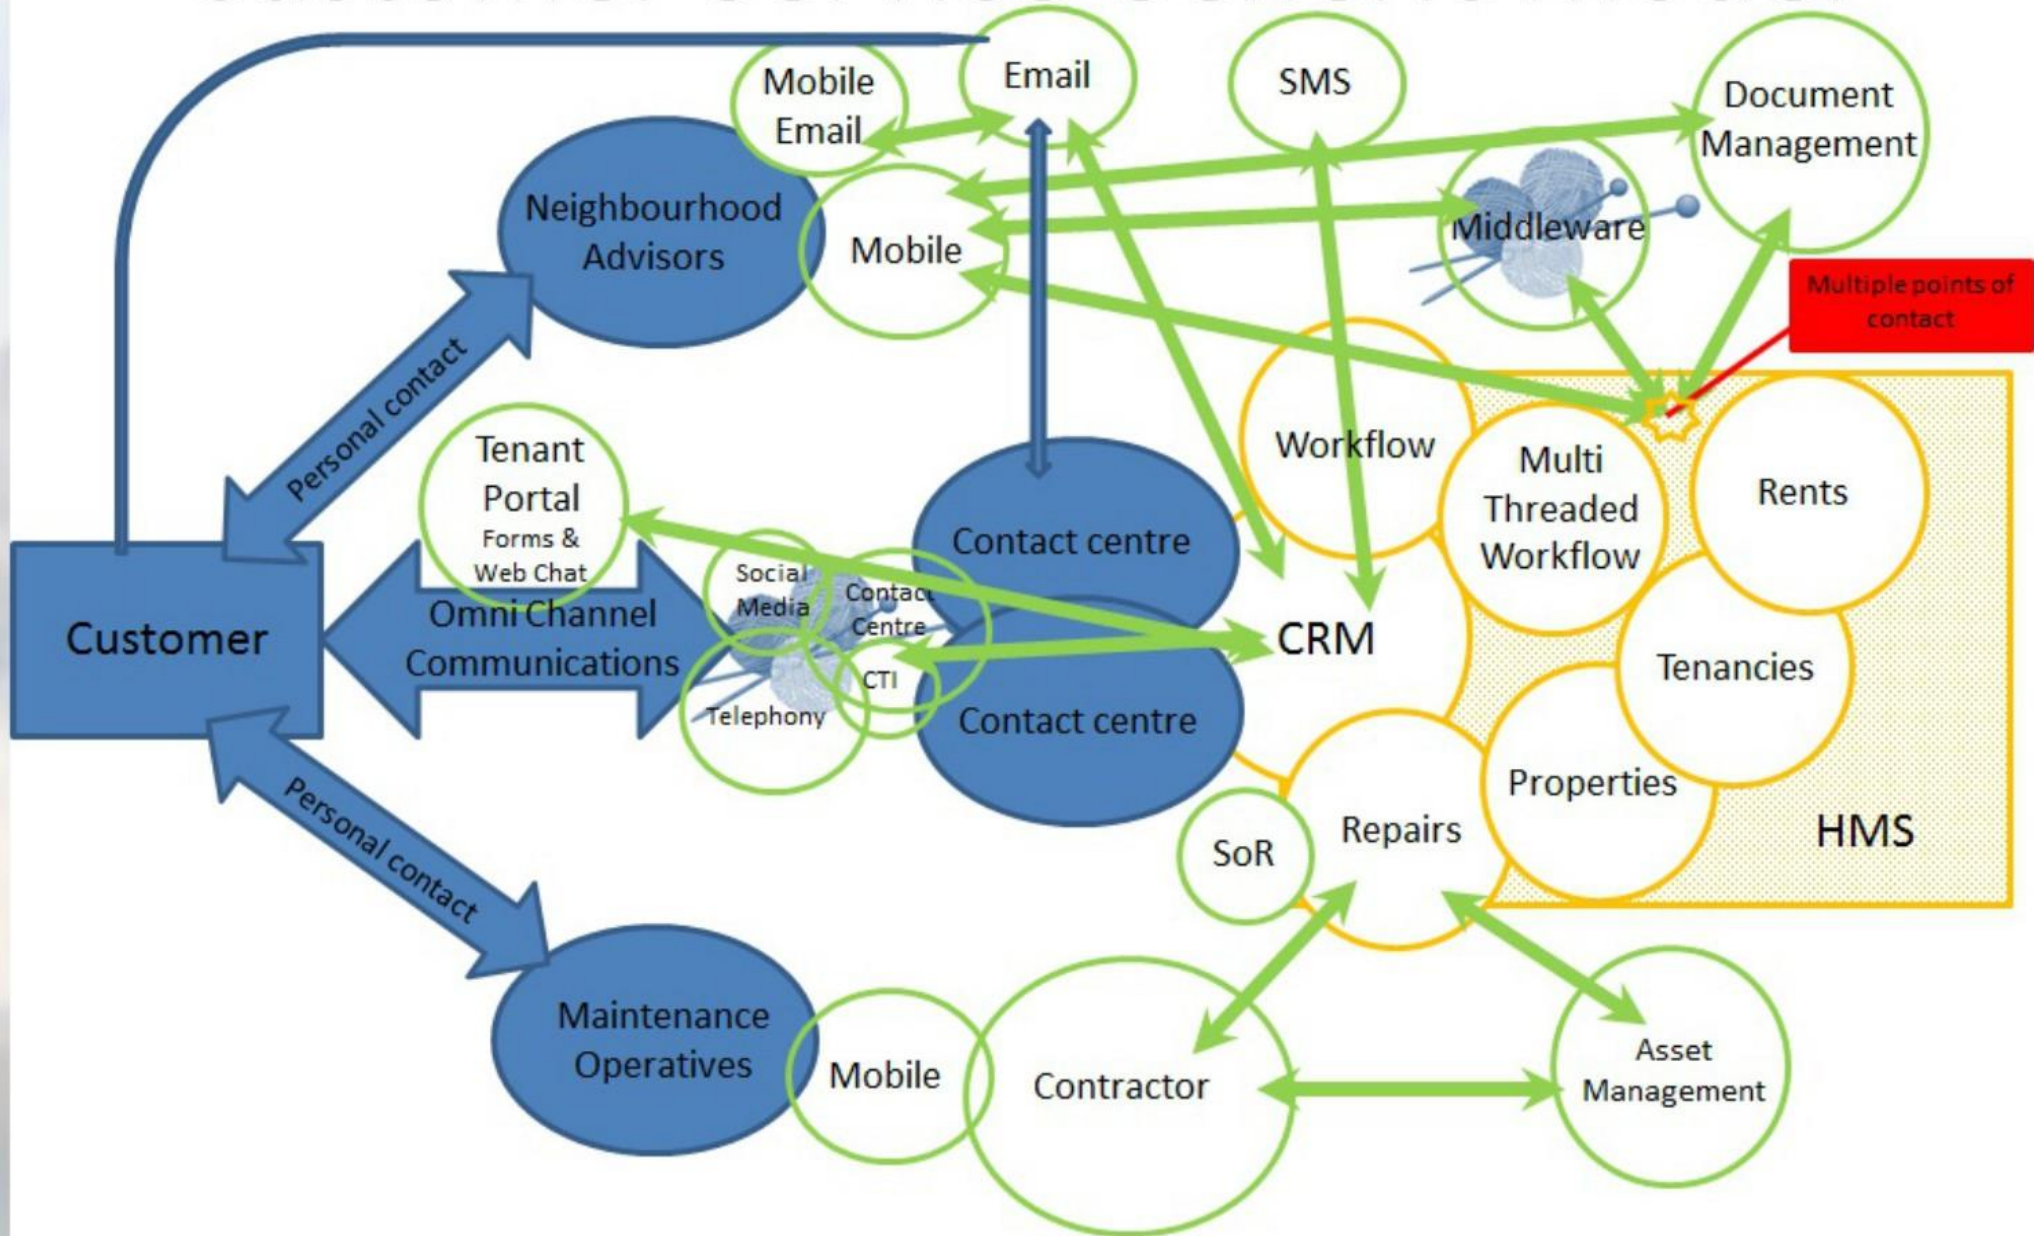 Mobile
Email
Email
SMS
Document
Management
Neighbourhood
Advisors
Mobile
Middleware
Multiple points of
contact
Personal contact
Tenant
Portal
Forms &
Web Chat
Workflow
Multi
Threaded
Workflow
Rents
Contact centre
Social
Media
Contact
Centre
Customer
Omni Channel
Communications
CRM
Tenancies
CTI
Telephony
Contact centre
Properties
Personal contact
SoR
Repairs
HMS
Maintenance
Operatives
Mobile
Contractor
Asset
Management